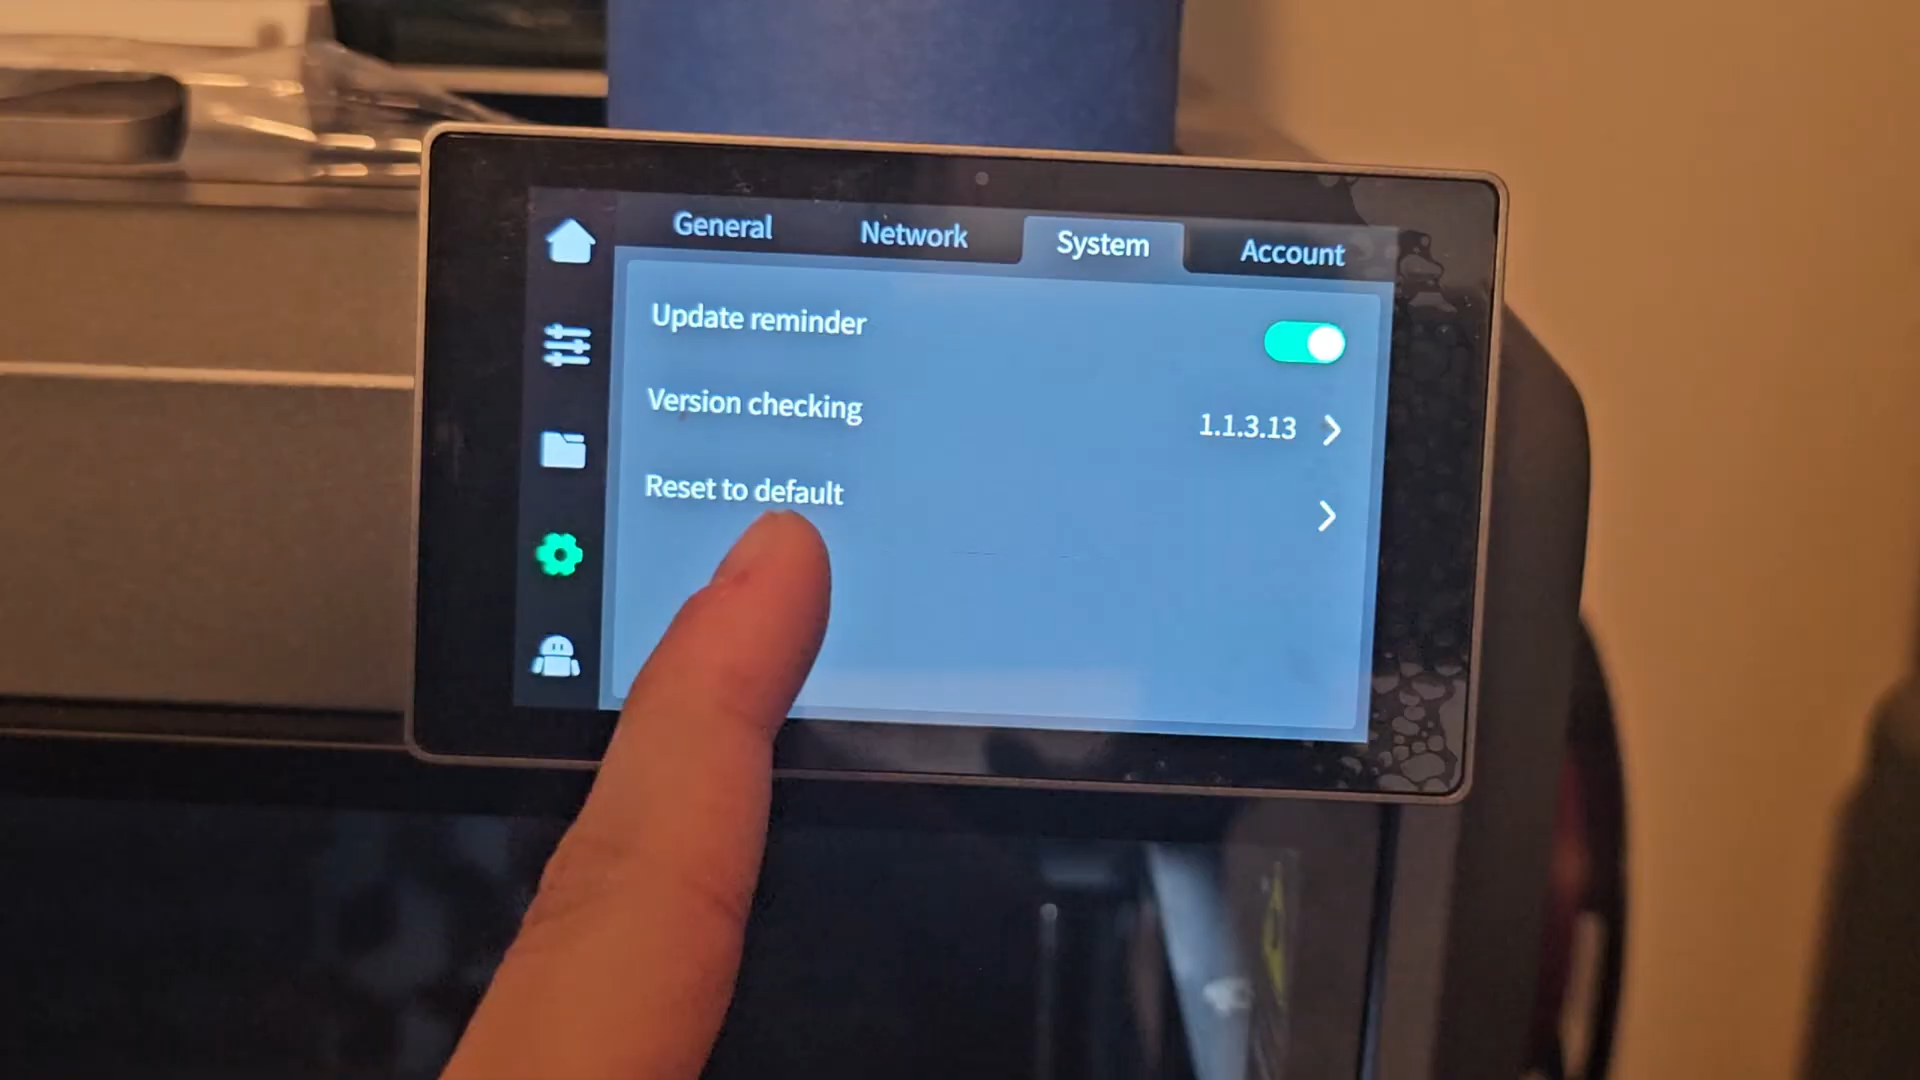 General Network System Account
Update reminder
Version checking 1.1.3.13
Reset to default